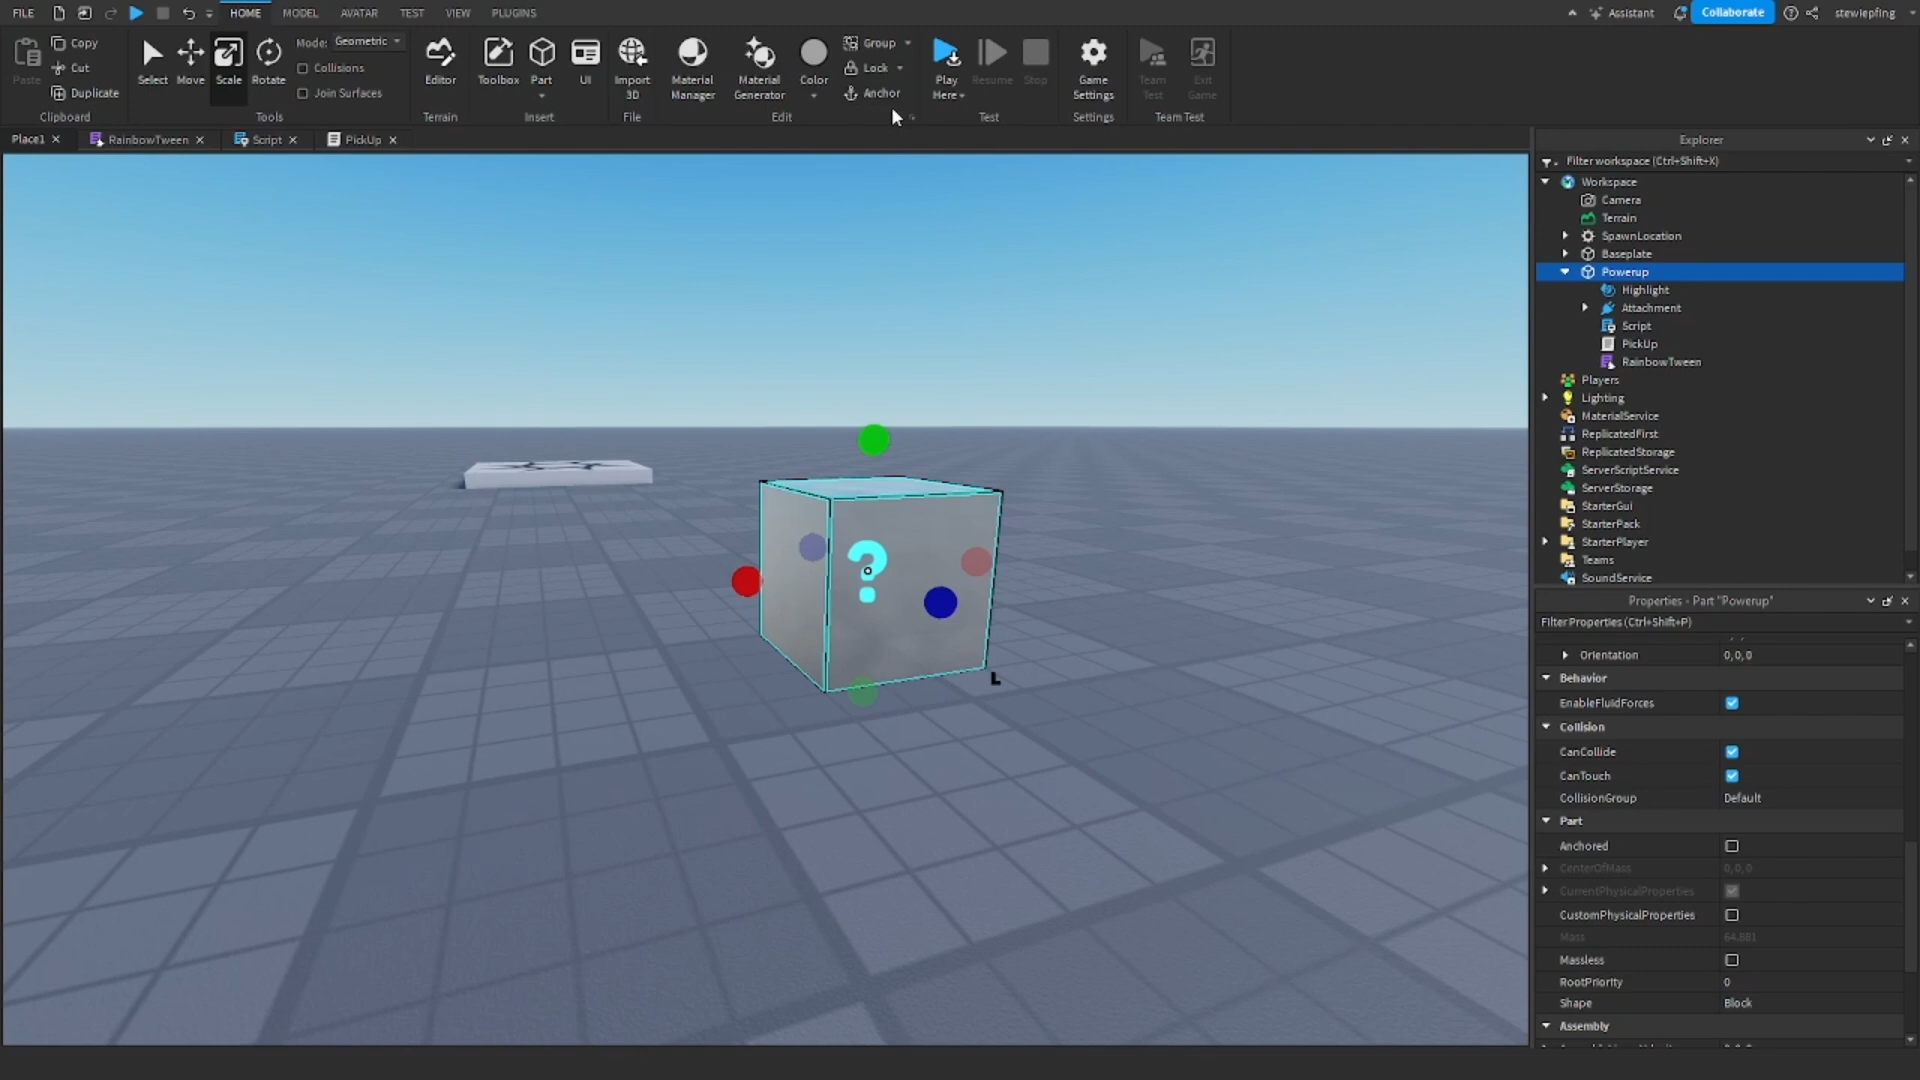 FILE HOME MODEL AVATAR TEST VIEW PLUGINS Assistant Collaborate stewiepfing
Copy
Cut
Duplicate
Paste
Clipboard
Select Move Scale Rotate
Mode: Geometric
Collisions
Join Surfaces
Tools
Editor
Terrain
Toolbox Part UI
Insert
Import
3D
File
Material
Manager
Material
Generator
Color
Group
Lock
Anchor
Edit
Play
Here
Resume Stop
Test
Game
Settings
Settings
Team
Test
Exit
Game
Team Test
Place1 RainbowTween Script PickUp
?
L
Explorer
Filter workspace (Ctrl+Shift+X)
Workspace
Camera
Terrain
SpawnLocation
Baseplate
Powerup
Highlight
Attachment
Script
PickUp
RainbowTween
Players
Lighting
MaterialService
ReplicatedFirst
ReplicatedStorage
ServerScriptService
ServerStorage
StarterGui
StarterPack
StarterPlayer
Teams
SoundService
Properties - Part "Powerup"
Filter Properties (Ctrl+Shift+P)
Orientation 0,0,0
Behavior
EnableFluidForces
Collision
CanCollide
CanTouch
CollisionGroup Default
Part
Anchored
CenterOfMass 0,0,0
CurrentPhysicalProperties
CustomPhysicalProperties
Mass 64.881
Massless
RootPriority 0
Shape Block
Assembly